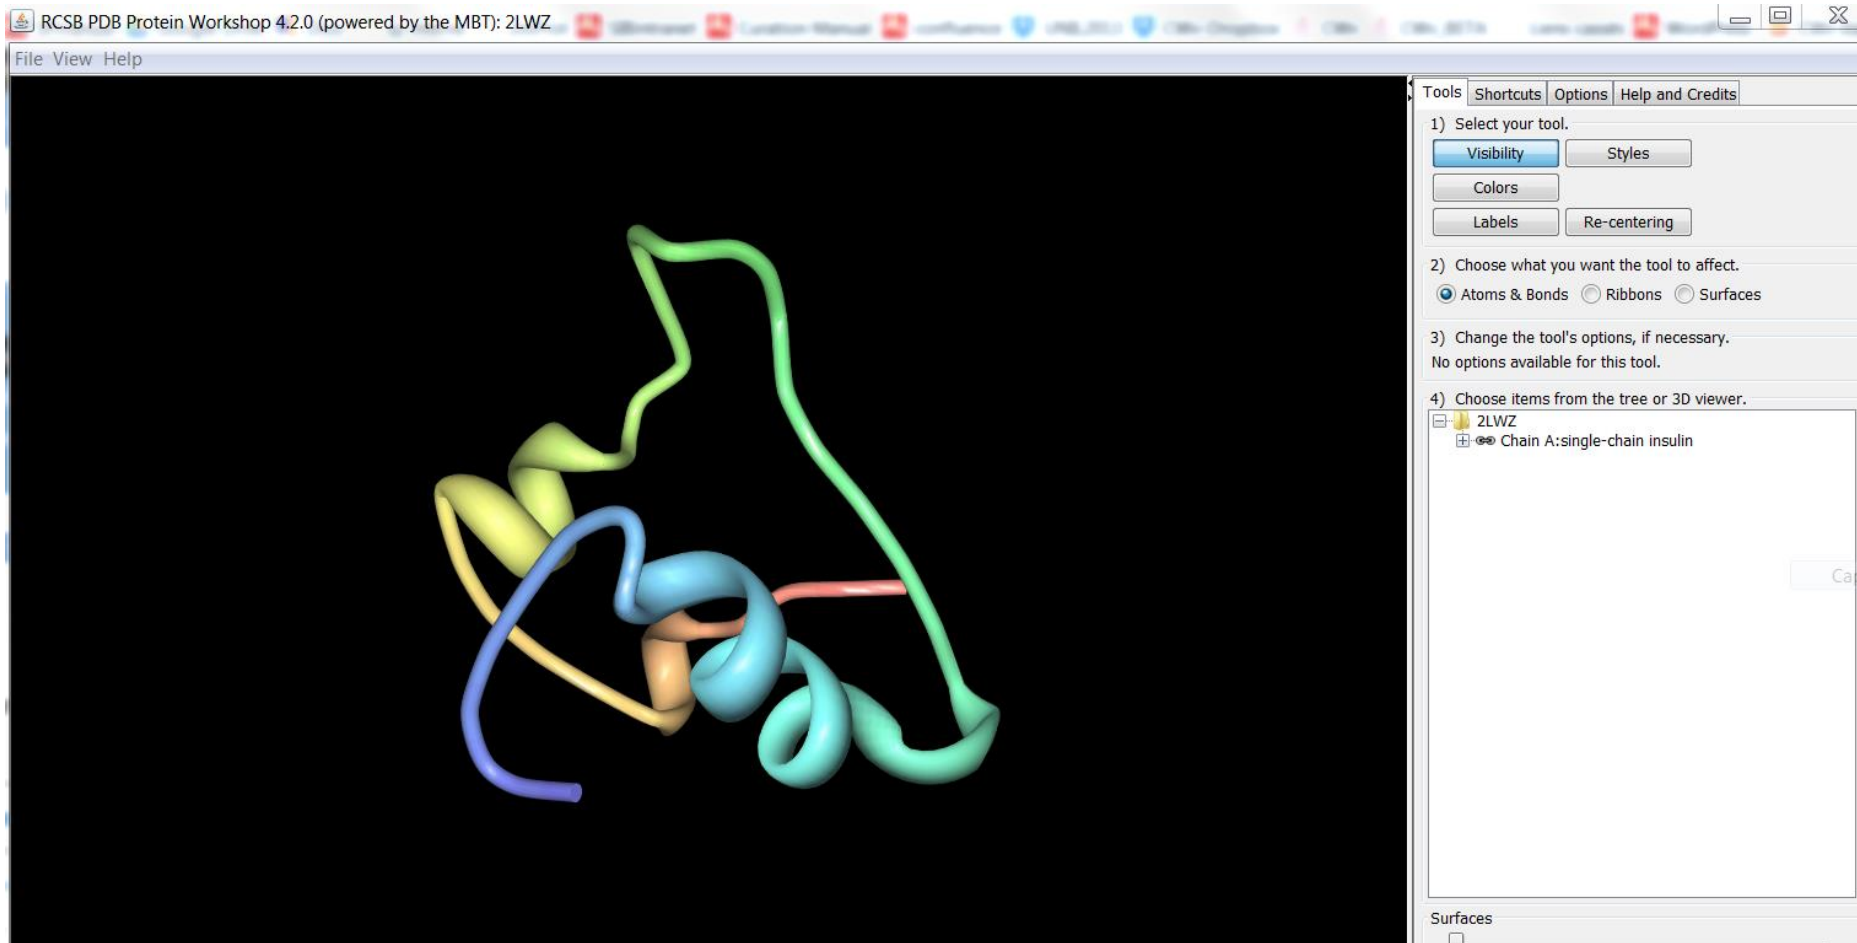 RCSB PDB Protein Workshop 4.2.0 (powered by the MBT): 2LWZ
File View Help
Tools Shortcuts Options Help and Credits
1) Select your tool.
Visibility Styles
Colors
Labels Re-centering
2) Choose what you want the tool to affect.
Atoms & Bonds Ribbons Surfaces
3) Change the tool's options, if necessary.
No options available for this tool.
4) Choose items from the tree or 3D viewer.
2LWZ
Chain A:single-chain insulin
Surfaces